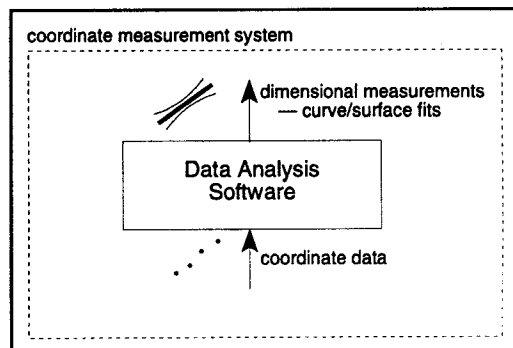 coordinate measurement system
dimensional measurements
— curve/surface fits
Data Analysis
Software
coordinate data